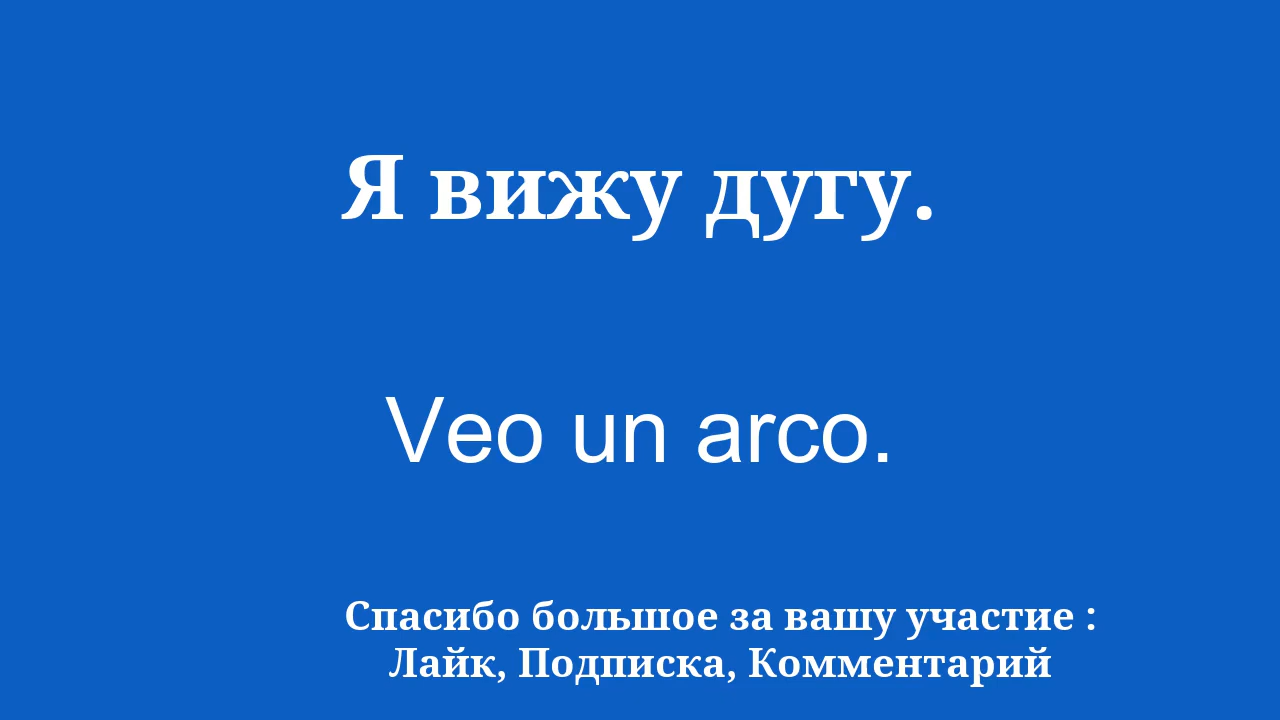 Я вижу дугу.
Veo un arco.
Спасибо большое за вашу участие :
Лайк, Подписка, Комментарий